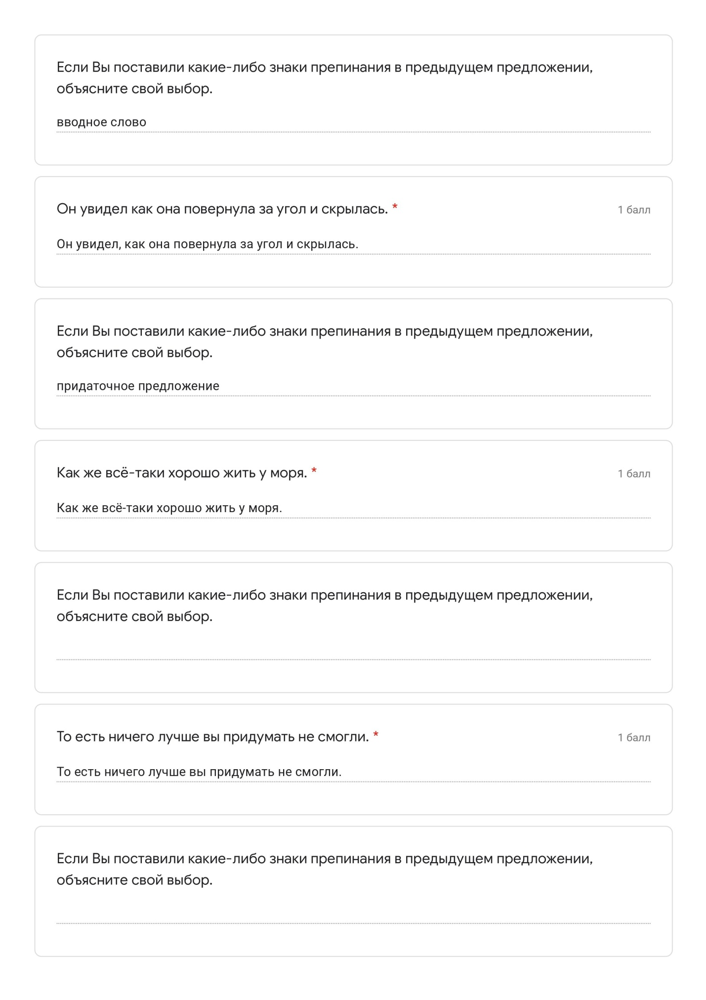 Если Вы поставили какие-либо знаки препинания в предыдущем предложении,
объясните свой выбор.
вводное слово
Он увидел как она повернула за угол и скрылась. *
1 балл
Он увидел, как она повернула за угол и скрылась.
Если Вы поставили какие-либо знаки препинания в предыдущем предложении,
объясните свой выбор.
придаточное предложение
Как же всё-таки хорошо жить у моря. *
1 балл
Как же всё-таки хорошо жить у моря.
Если Вы поставили какие-либо знаки препинания в предыдущем предложении,
объясните свой выбор.
То есть ничего лучше вы придумать не смогли. *
1 балл
То есть ничего лучше вы придумать не смогли.
Если Вы поставили какие-либо знаки препинания в предыдущем предложении,
объясните свой выбор.